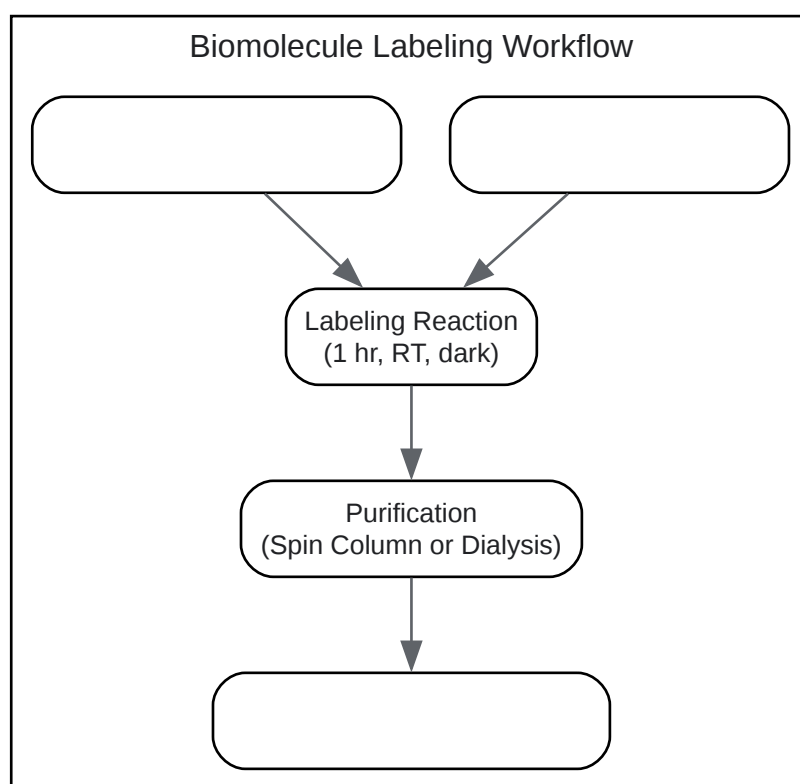 Biomolecule Labeling Workflow
Labeling Reaction
(1 hr, RT, dark)
Purification
(Spin Column or Dialysis)